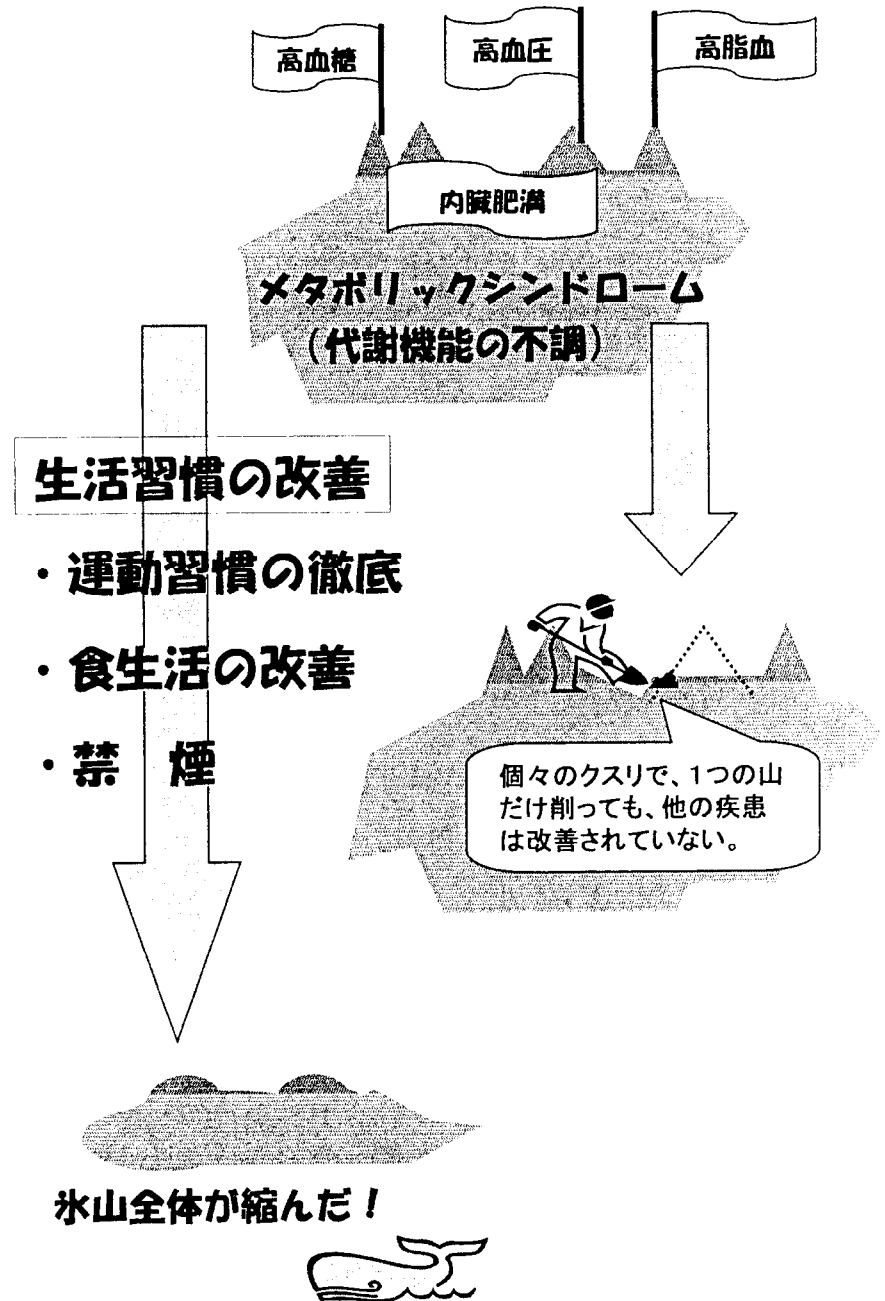 高血糖
高血圧
高脂血
内臓肥満
メタボリックシンドローム
(代謝機能の不調)
生活習慣の改善
・運動習慣の徹底
・食生活の改善
・禁　煙
個々のクスリで、1つの山
だけ削っても、他の疾患
は改善されていない。
氷山全体が縮んだ！